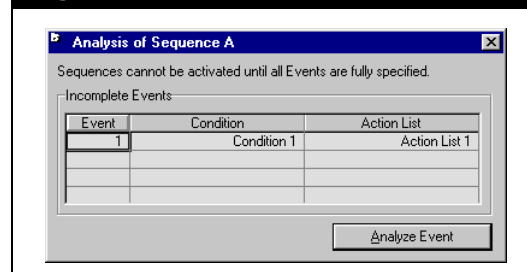 Analysis of Sequence A
Sequences cannot be activated until all Events are fully specified.
Incomplete Events
Event Condition Action List
1 Condition 1 Action List 1
Analyze Event